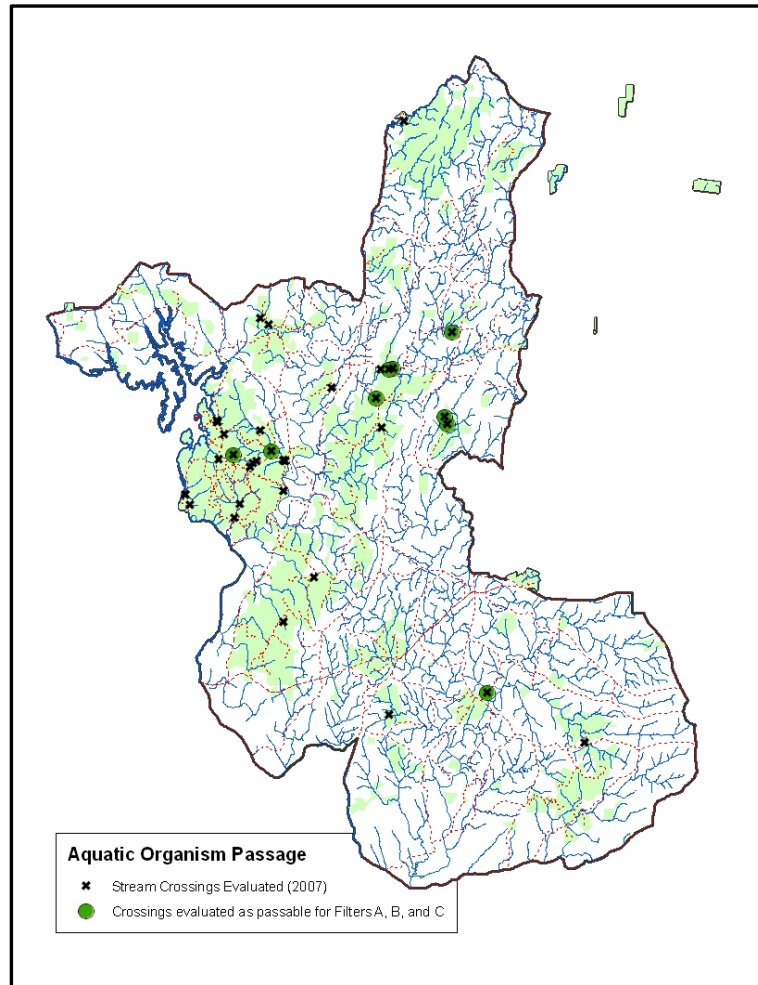 Aquatic Organism Passage
Stream Crossings Evaluated (2007)
Crossings evaluated as passable for Filters A, B, and C